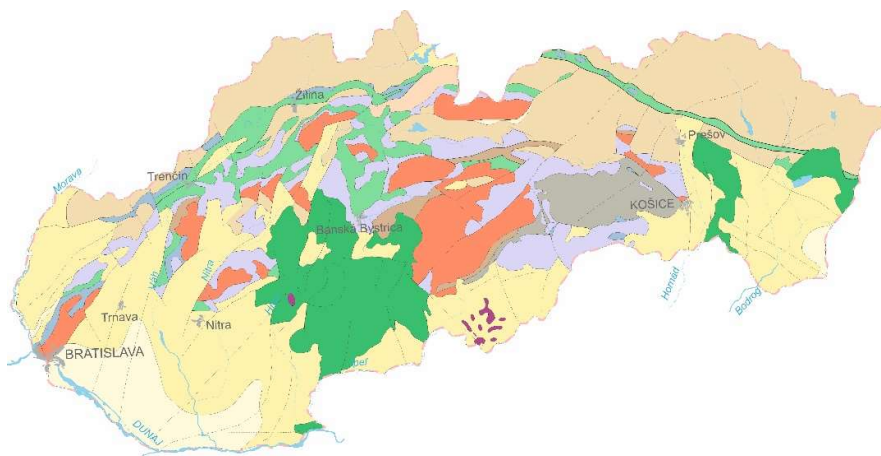 Žilina
Prešov
Trenčín
Morava
KOŠICE
Banská Bystrica
Váh
Nitra
Hornád
Bodrog
Trnava
Nitra
BRATISLAVA
DUNAJ